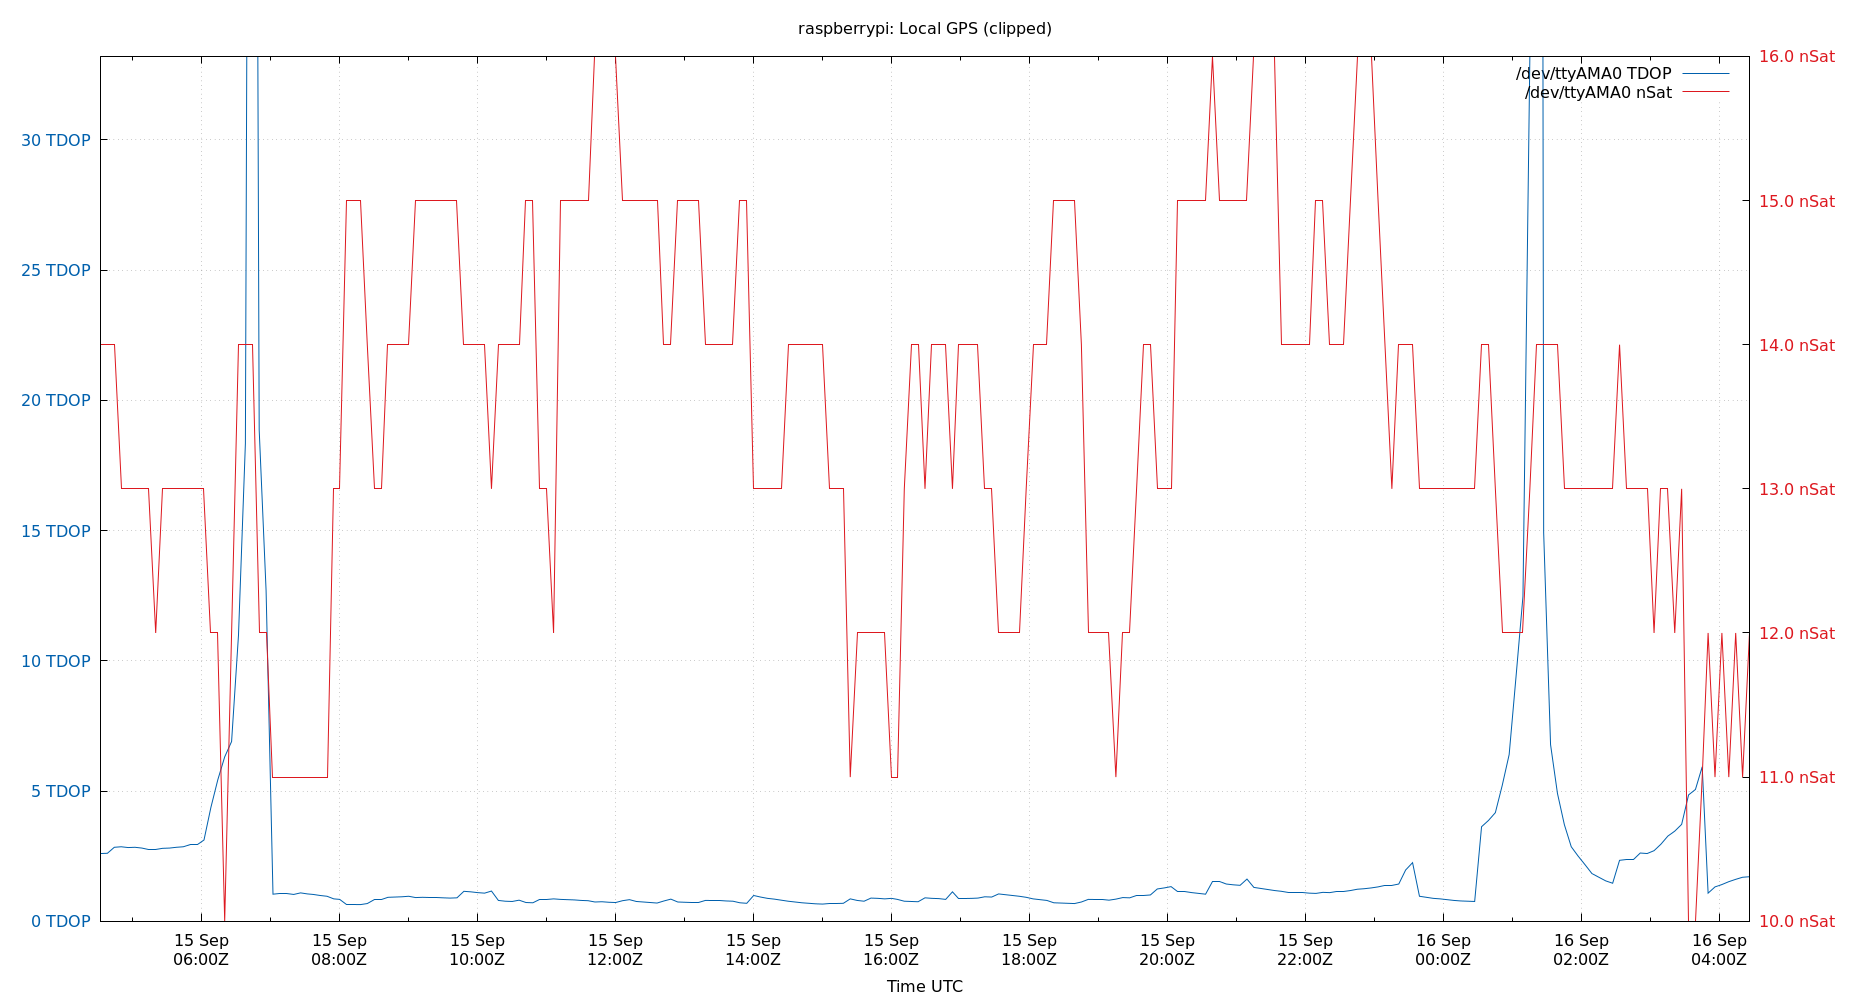 raspberrypi: Local GPS (clipped)
/dev/ttyAMA0 TDOP
/dev/ttyAMA0 nSat
30 TDOP
25 TDOP
20 TDOP
15 TDOP
10 TDOP
5 TDOP
0 TDOP
16.0 nSat
15.0 nSat
14.0 nSat
13.0 nSat
12.0 nSat
11.0 nSat
10.0 nSat
15 Sep
06:00Z
15 Sep
08:00Z
15 Sep
10:00Z
15 Sep
12:00Z
15 Sep
14:00Z
15 Sep
16:00Z
15 Sep
18:00Z
15 Sep
20:00Z
15 Sep
22:00Z
16 Sep
00:00Z
16 Sep
02:00Z
16 Sep
04:00Z
Time UTC